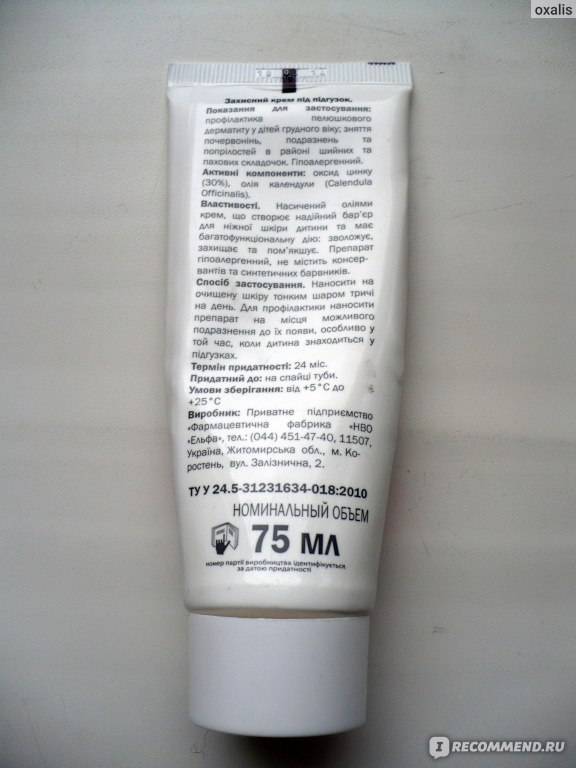 oxalis
Захисний крем під підгузок.
Показання для застосування:
профілактика пелюшкового
дерматиту у дітей грудного віку; зняття
почервонінь, подразнень та
попрілостей в районі шийних та
пахових складочок. Гіпоалергенний.
Активні компоненти: оксид цинку
(30%), олія календули (Calendula
Officinalis).
Властивості. Насичений оліями
крем, що створює надійний бар'єр
для ніжної шкіри дитини та має
багатофункціональну дію: зволожує,
захищає та пом'якшує. Препарат
гіпоалергенний, не містить консер-
вантів та синтетичних барвників.
Спосіб застосування. Наносити на
очищену шкіру тонким шаром тричі
на день. Для профілактики наносити
препарат на місця можливого
подразнення до їх появи, особливо у
той час, коли дитина знаходиться у
підгузках.
Термін придатності: 24 міс.
Придатний до: на спайці туби.
Умови зберігання: від +5°С до
+25°С
Виробник: Приватне підприємство
«Фармацевтична фабрика «НВО
«Ельфа», тел.: (044) 451-47-40, 11507,
Україна, Житомирська обл., м. Ко-
ростень, вул. Залізнична, 2.
ТУ У 24.5-31231634-018:2010
НОМИНАЛЬНЫЙ ОБЪЕМ
75 МЛ
номер партії виробництва ідентифікується
за датою придатності
I RECOMMEND.RU